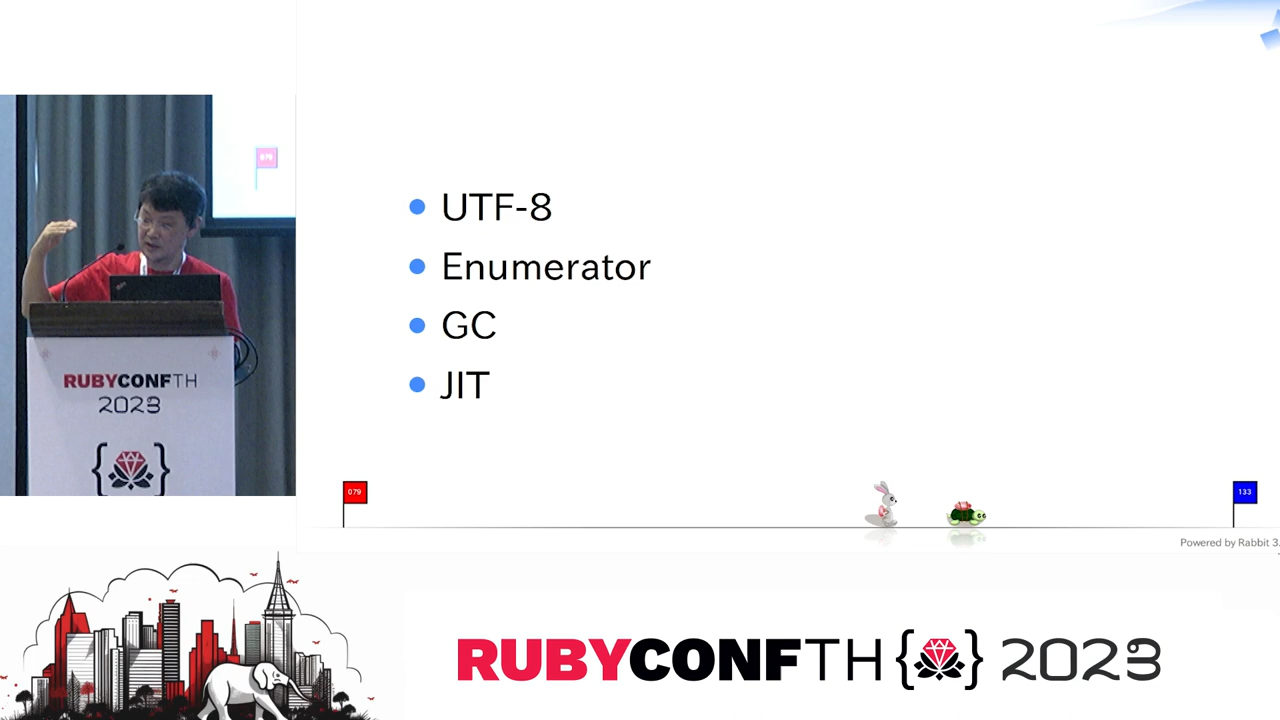 UTF-8
Enumerator
GC
JIT
079
133
Powered by Rabbit 3.
RUBYCONFTH
2023
RUBYCONFTH 2023